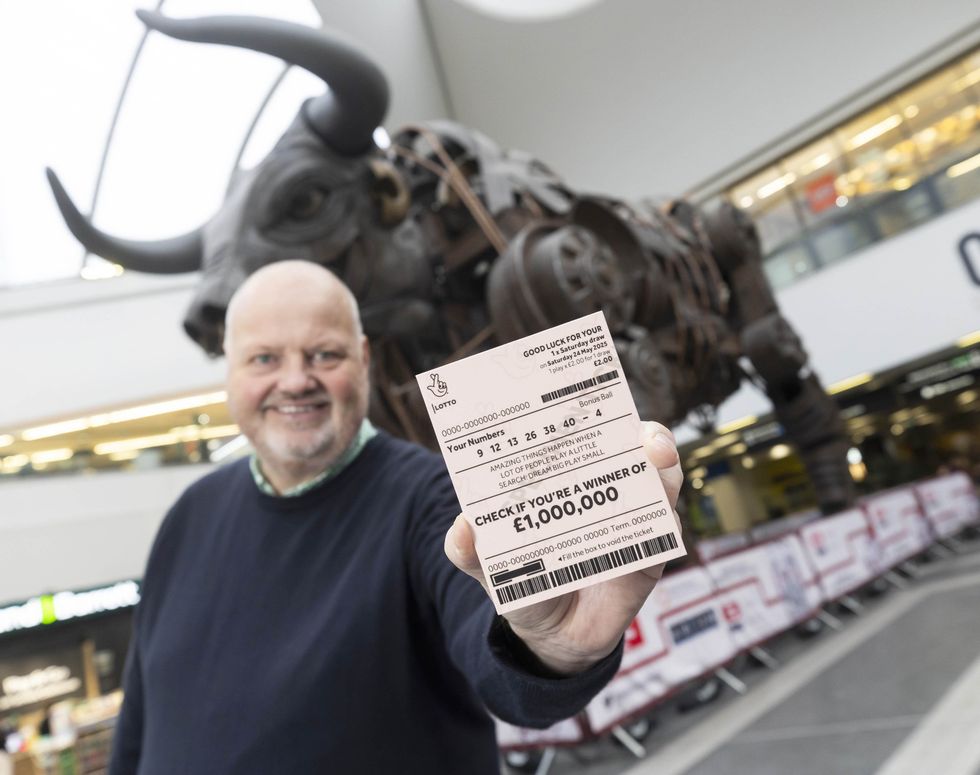 GOOD LUCK FOR YOUR
1 x Saturday draw
on Saturday 24 May 2025
1 play x £2.00 for 1 draw
£2.00
LOTTO
0000-0000000-000000
Bonus Ball
Your Numbers
9 12 13 26 38 40 – 4
AMAZING THINGS HAPPEN WHEN A
LOT OF PEOPLE PLAY A LITTLE
SEARCH: DREAM BIG PLAY SMALL
CHECK IF YOU'RE A WINNER OF
£1,000,000
0000-000000000-00000 00000 Term. 0000000
Fill the box to void the ticket